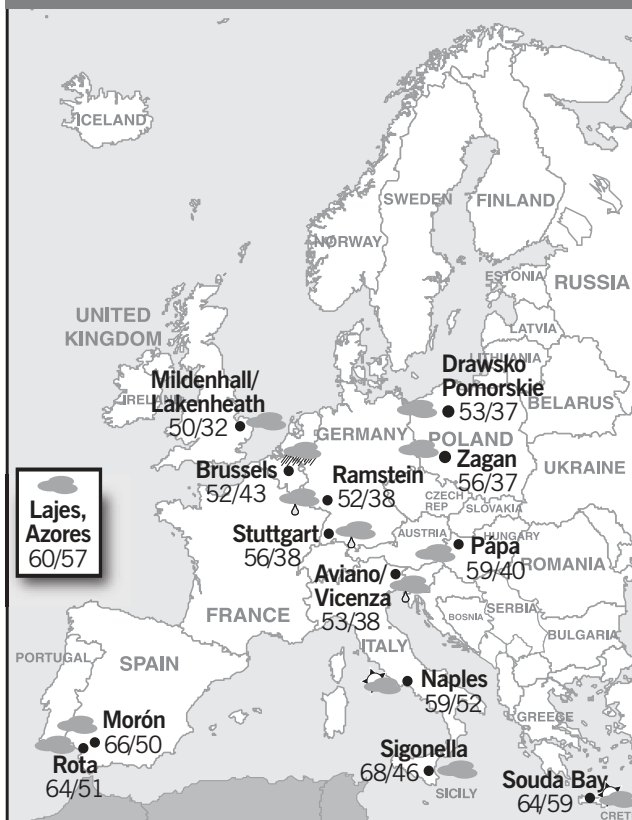 ICELAND
SWEDEN
FINLAND
NORWAY
ESTONIA
RUSSIA
LATVIA
LITHUANIA
UNITED
KINGDOM
IRELAND
Mildenhall/
Lakenheath
50/32
Drawsko
Pomorskie
53/37
BELARUS
GERMANY
POLAND
Zagan
56/37
UKRAINE
Brussels
52/43
Ramstein
52/38
CZECH
REP
SLOVAKIA
Lajes,
Azores
60/57
Stuttgart
56/38
AUSTRIA
HUNGARY
Pápa
59/40
ROMANIA
Aviano/
Vicenza
53/38
FRANCE
BOSNIA
SERBIA
BULGARIA
ITALY
PORTUGAL
SPAIN
Naples
59/52
GREECE
Morón
66/50
Rota
64/51
Sigonella
68/46
SICILY
Souda Bay
64/59
CRETE